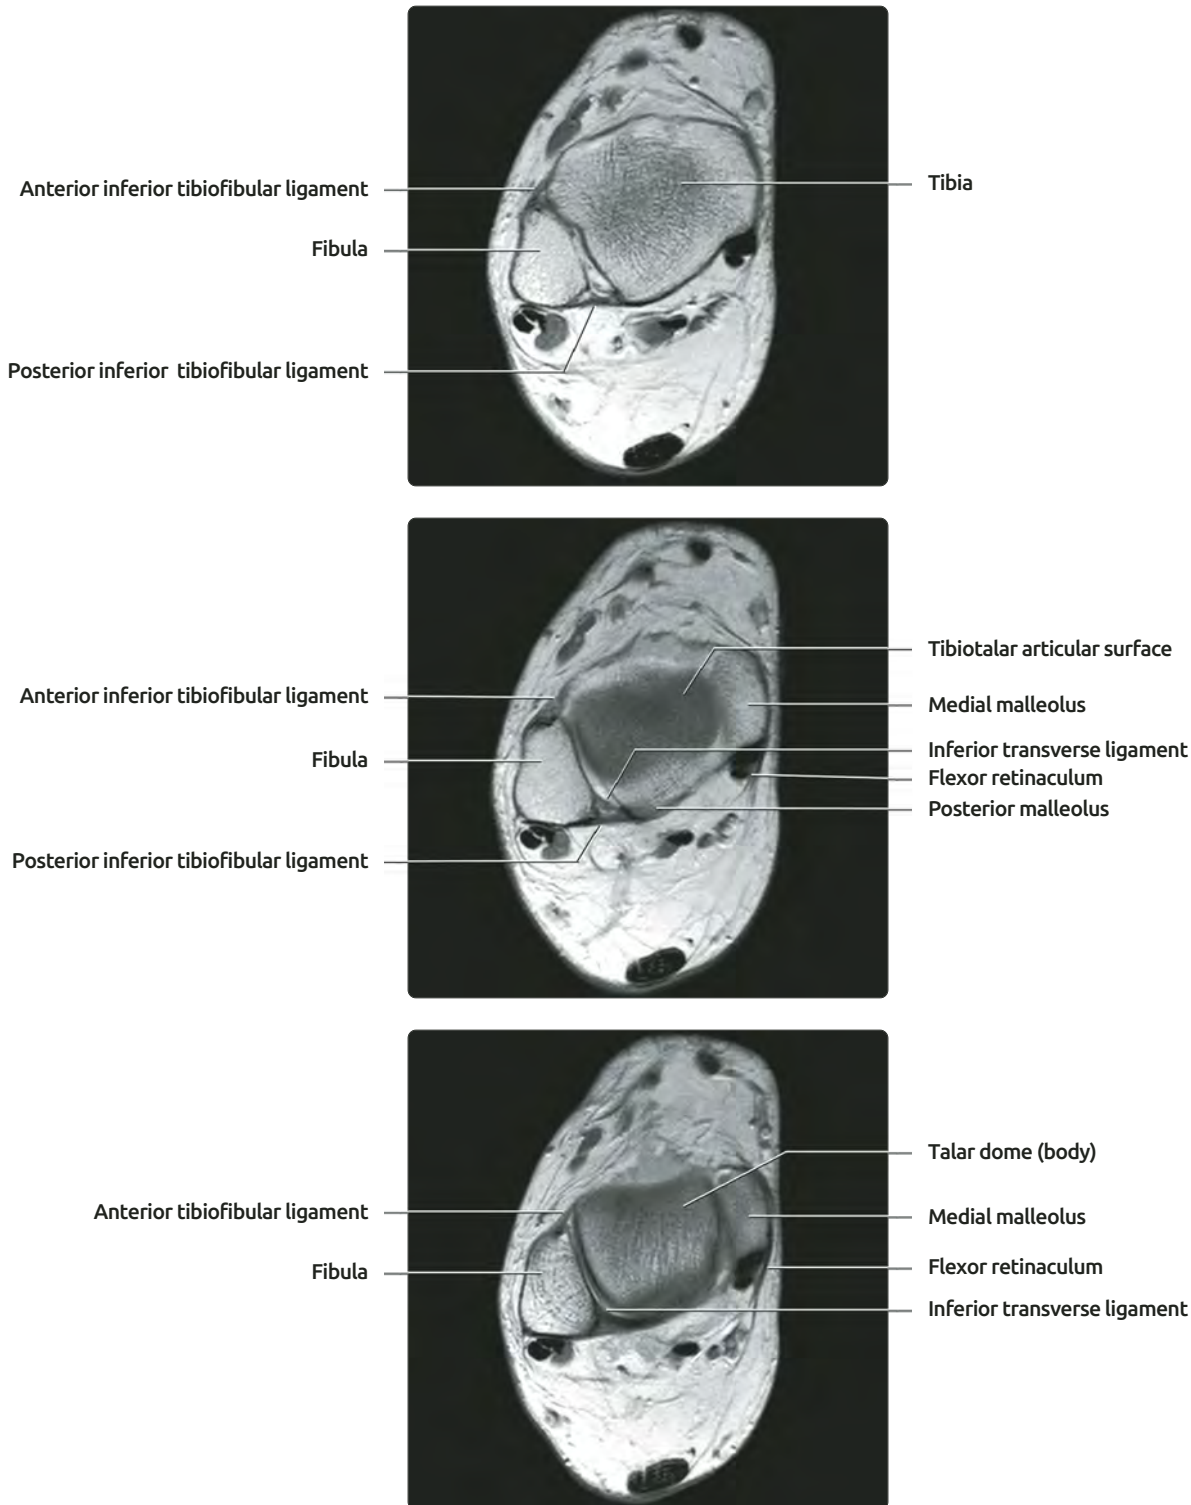 Anterior inferior tibiofibular ligament
Fibula
Posterior inferior tibiofibular ligament
Tibia
Anterior inferior tibiofibular ligament
Fibula
Posterior inferior tibiofibular ligament
Tibiotalar articular surface
Medial malleolus
Inferior transverse ligament
Flexor retinaculum
Posterior malleolus
Anterior tibiofibular ligament
Fibula
Talar dome (body)
Medial malleolus
Flexor retinaculum
Inferior transverse ligament